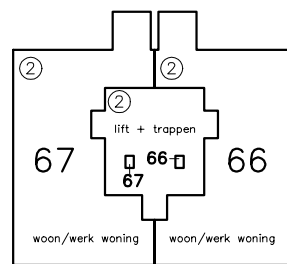 ② ②
②
lift + trappen
67 66 66
67
woon/werk woning woon/werk woning